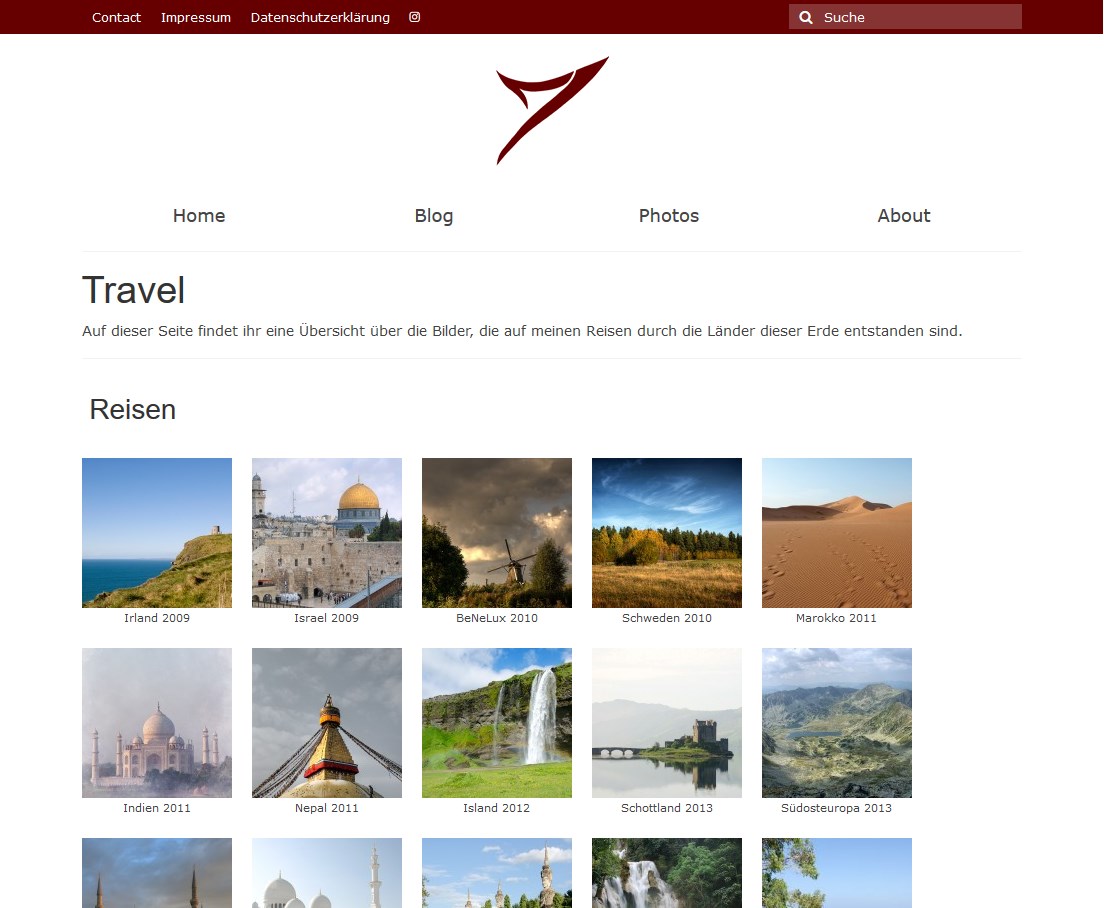 Contact Impressum Datenschutzerklärung Suche
Home Blog Photos About
Travel
Auf dieser Seite findet ihr eine Übersicht über die Bilder, die auf meinen Reisen durch die Länder dieser Erde entstanden sind.
Reisen
Irland 2009 Israel 2009 BeNeLux 2010 Schweden 2010 Marokko 2011
Indien 2011 Nepal 2011 Island 2012 Schottland 2013 Südosteuropa 2013